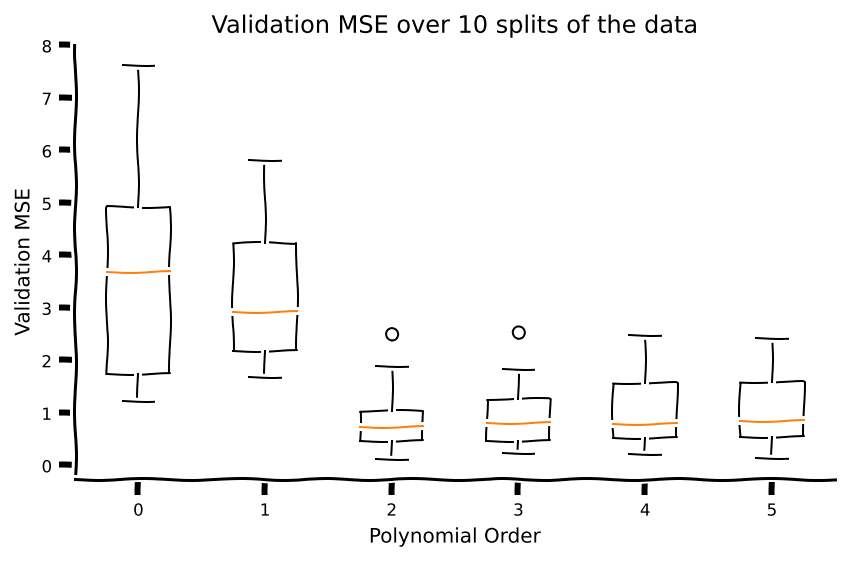 Validation MSE over 10 splits of the data
Validation MSE
8
7
6
5
4
3
2
1
0
0 1 2 3 4 5
Polynomial Order